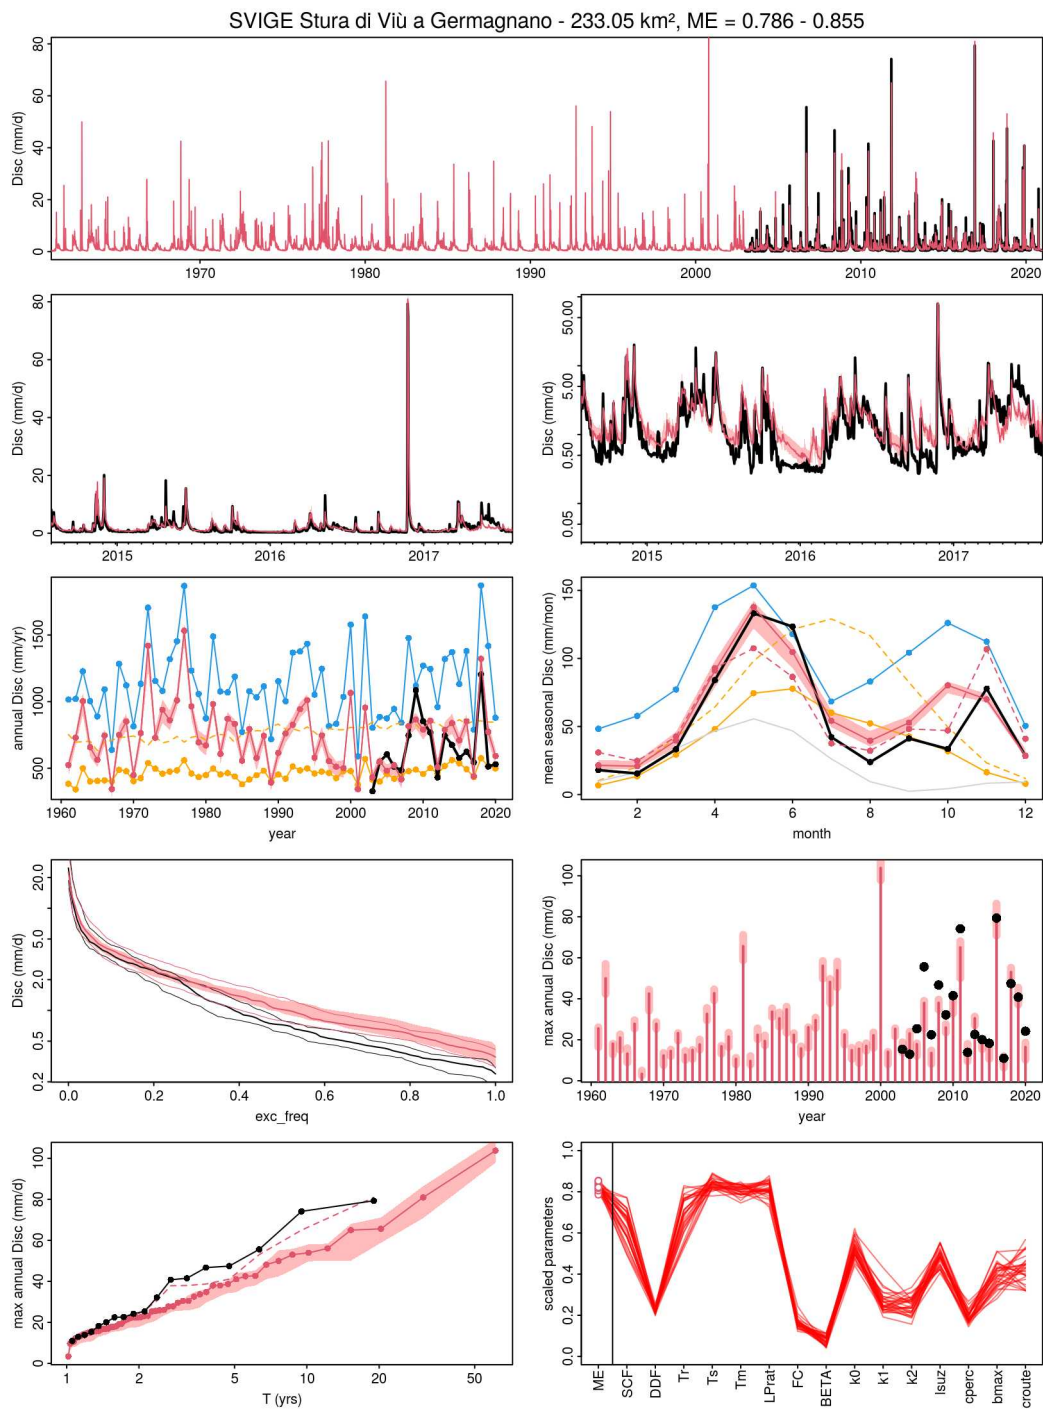 SVIGE Stura di Viù a Germagnano - 233.05 km², ME = 0.786 - 0.855
Disc (mm/d)
0 20 40 60 80
1970 1980 1990 2000 2010 2020
Disc (mm/d)
0 20 40 60 80
2015 2016 2017
Disc (mm/d)
0.05 0.50 5.00 50.00
2015 2016 2017
annual Disc (mm/yr)
500 1000 1500
1960 1970 1980 1990 2000 2010 2020
year
mean seasonal Disc (mm/mon)
0 50 100 150
2 4 6 8 10 12
month
Disc (mm/d)
0.2 0.5 2.0 5.0 20.0
0.0 0.2 0.4 0.6 0.8 1.0
exc_freq
max annual Disc (mm/d)
0 20 40 60 80 100
1960 1970 1980 1990 2000 2010 2020
year
max annual Disc (mm/d)
0 20 40 60 80 100
1 2 5 10 20 50
T (yrs)
scaled parameters
0.0 0.2 0.4 0.6 0.8 1.0
ME SCF DDF Tr Ts Tm LPrat FC BETA k0 k1 k2 lsuz cperc bmax croute